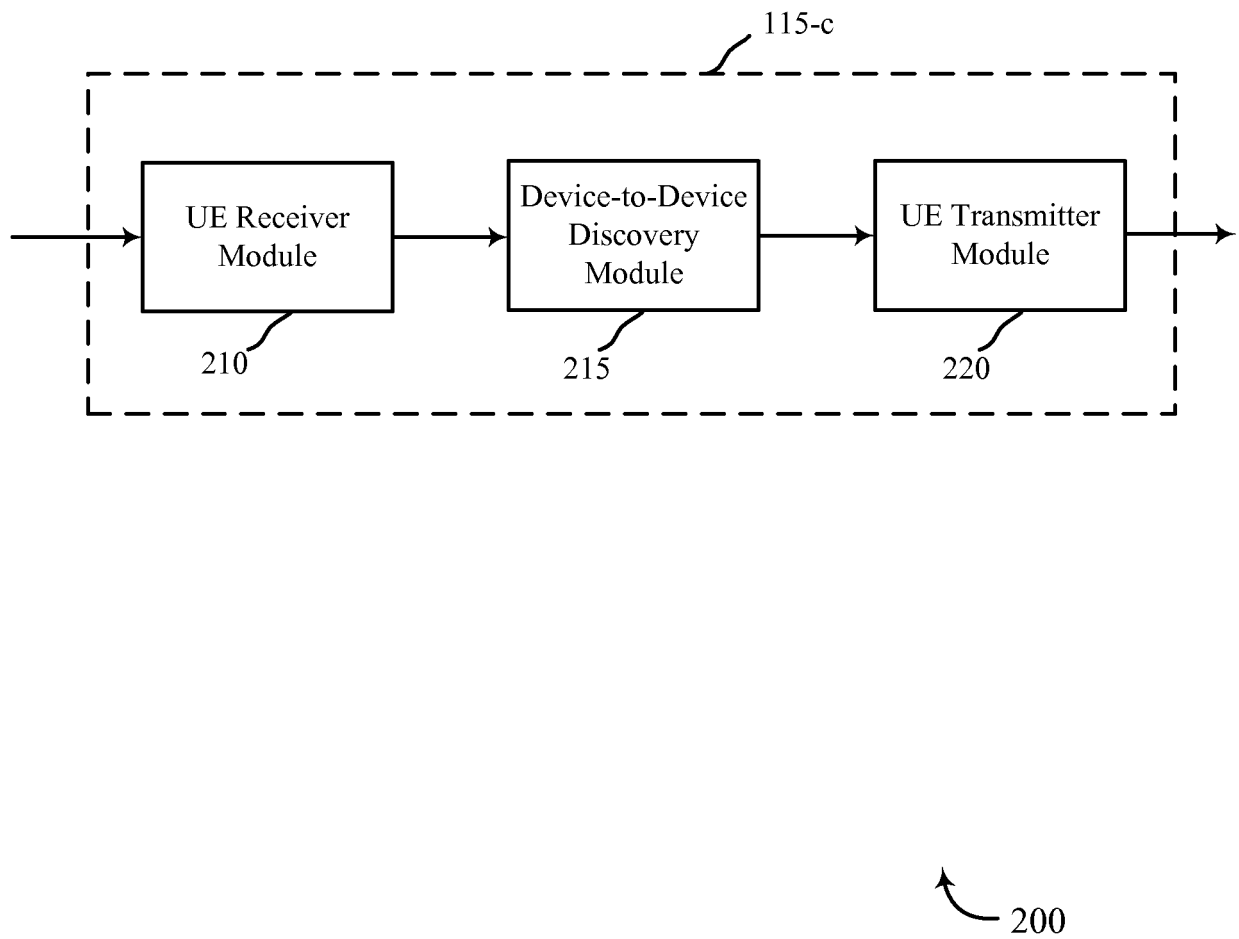 115-c
UE Receiver
Module
Device-to-Device
Discovery
Module
UE Transmitter
Module
210
215
220
200